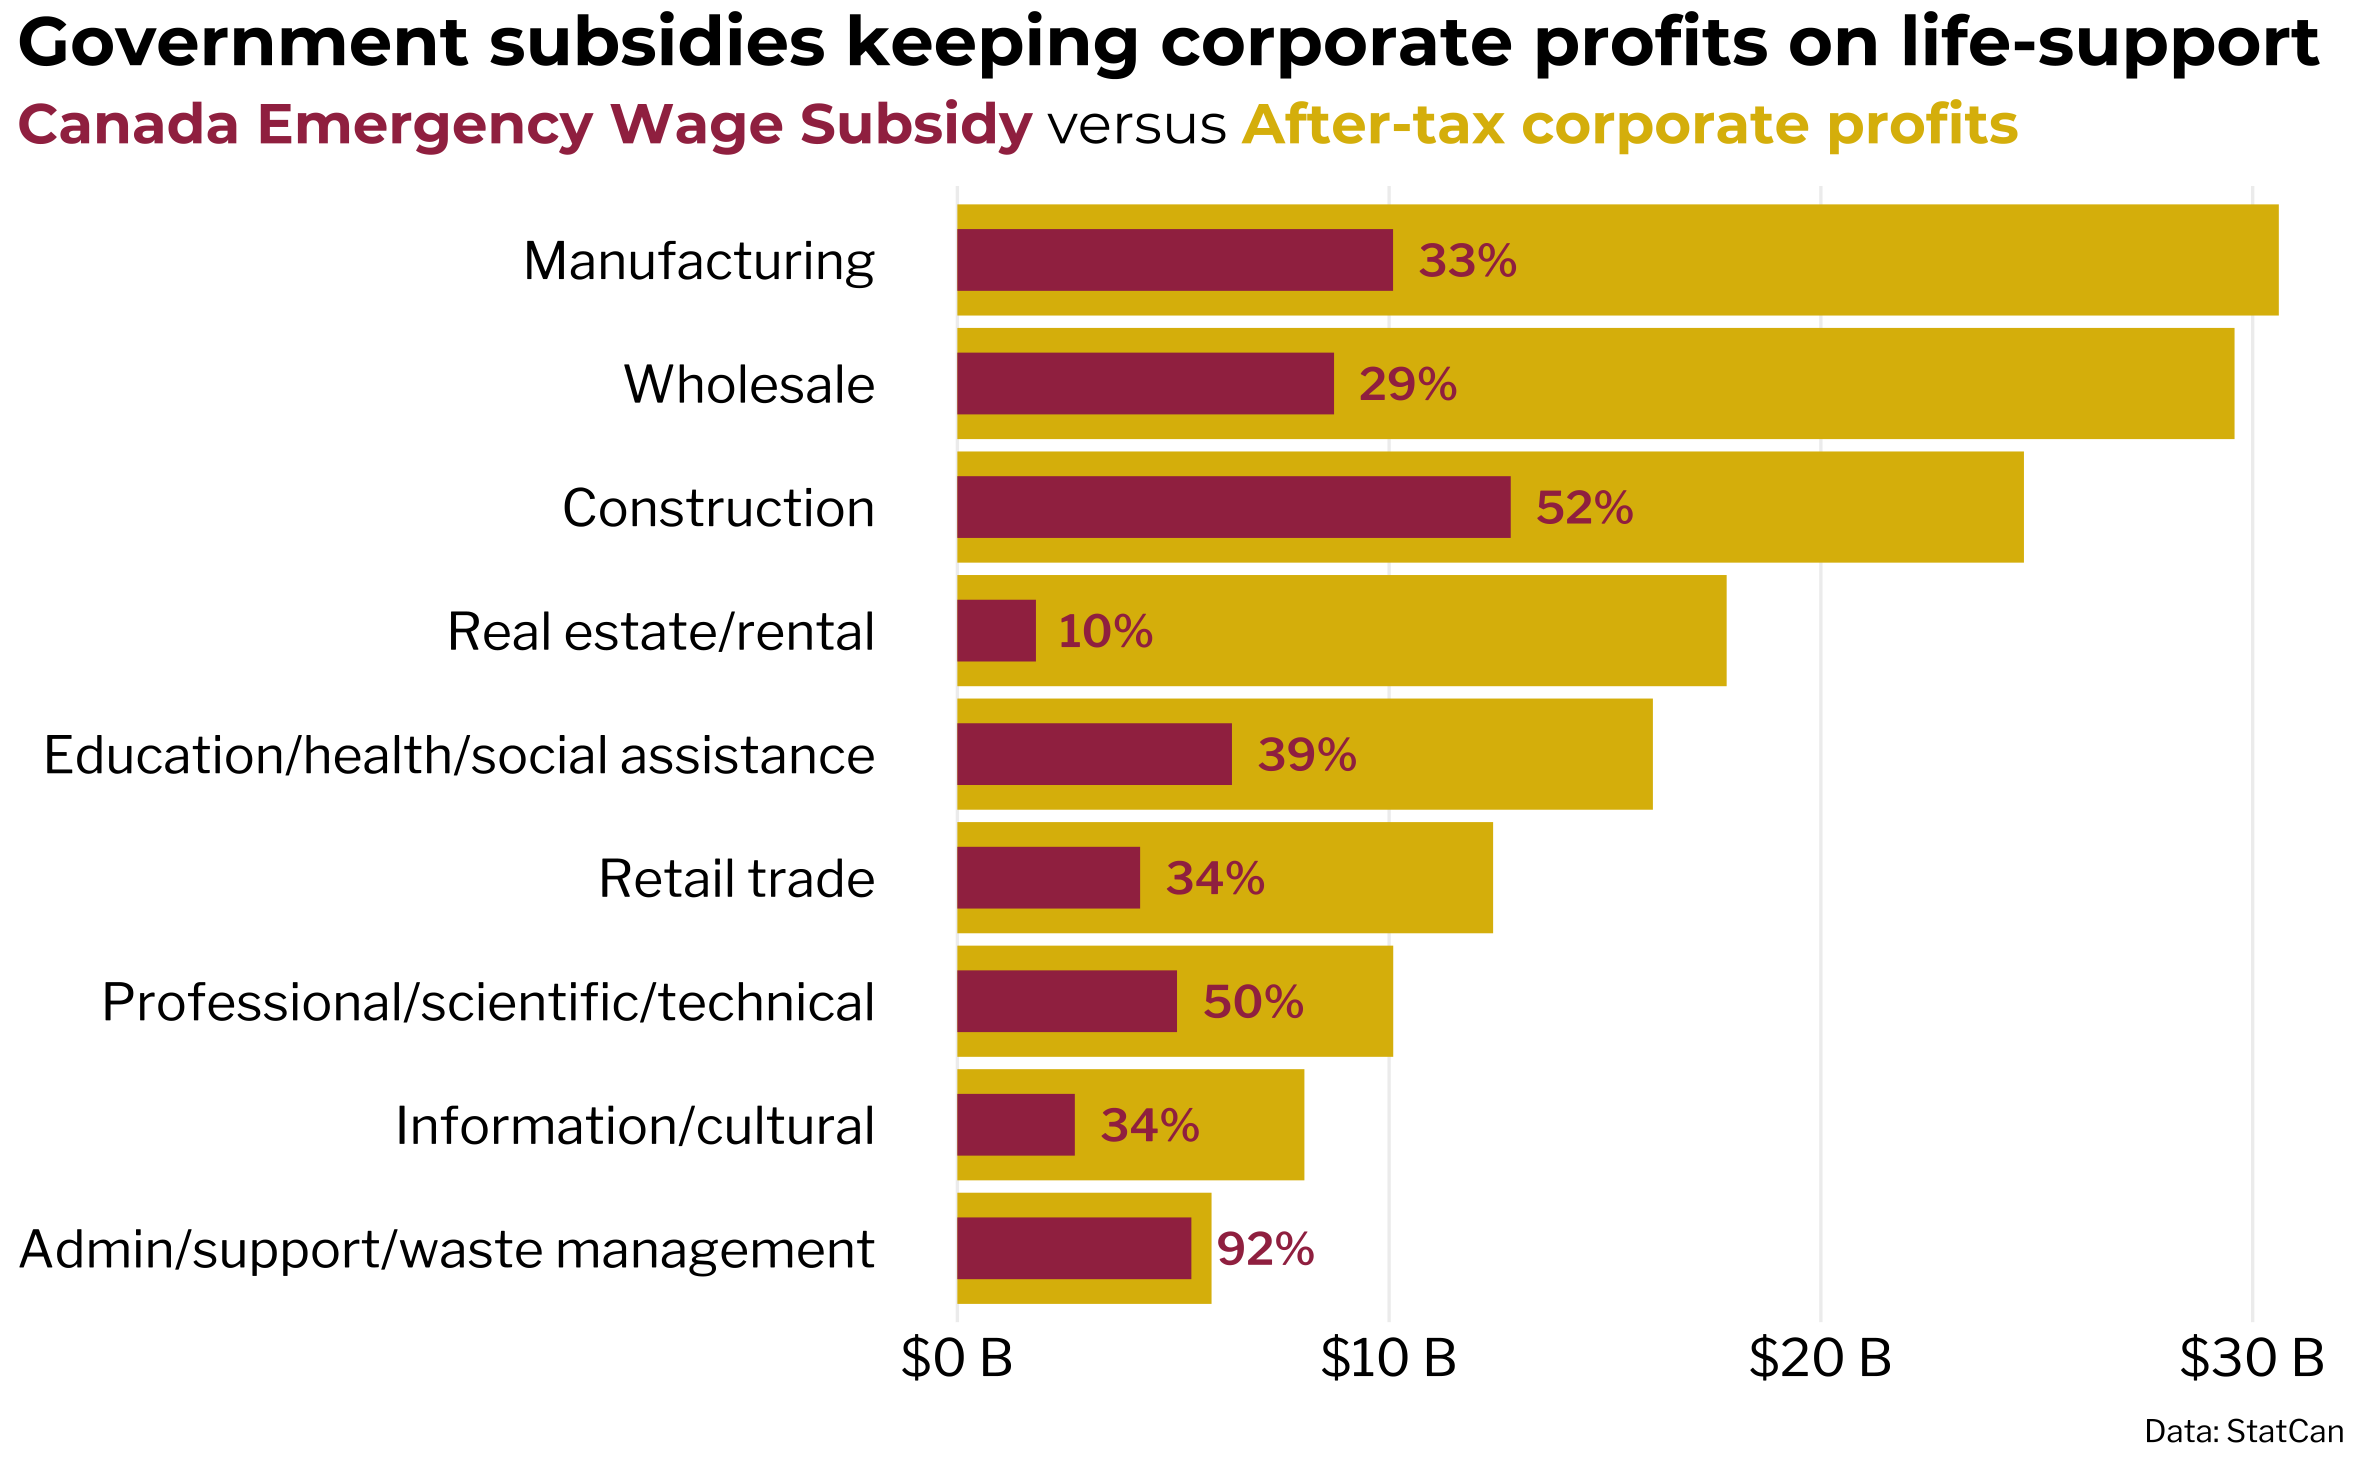 Government subsidies keeping corporate profits on life-support
Canada Emergency Wage Subsidy versus After-tax corporate profits
Manufacturing 33%
Wholesale 29%
Construction 52%
Real estate/rental 10%
Education/health/social assistance 39%
Retail trade 34%
Professional/scientific/technical 50%
Information/cultural 34%
Admin/support/waste management 92%
$0 B $10 B $20 B $30 B
Data: StatCan